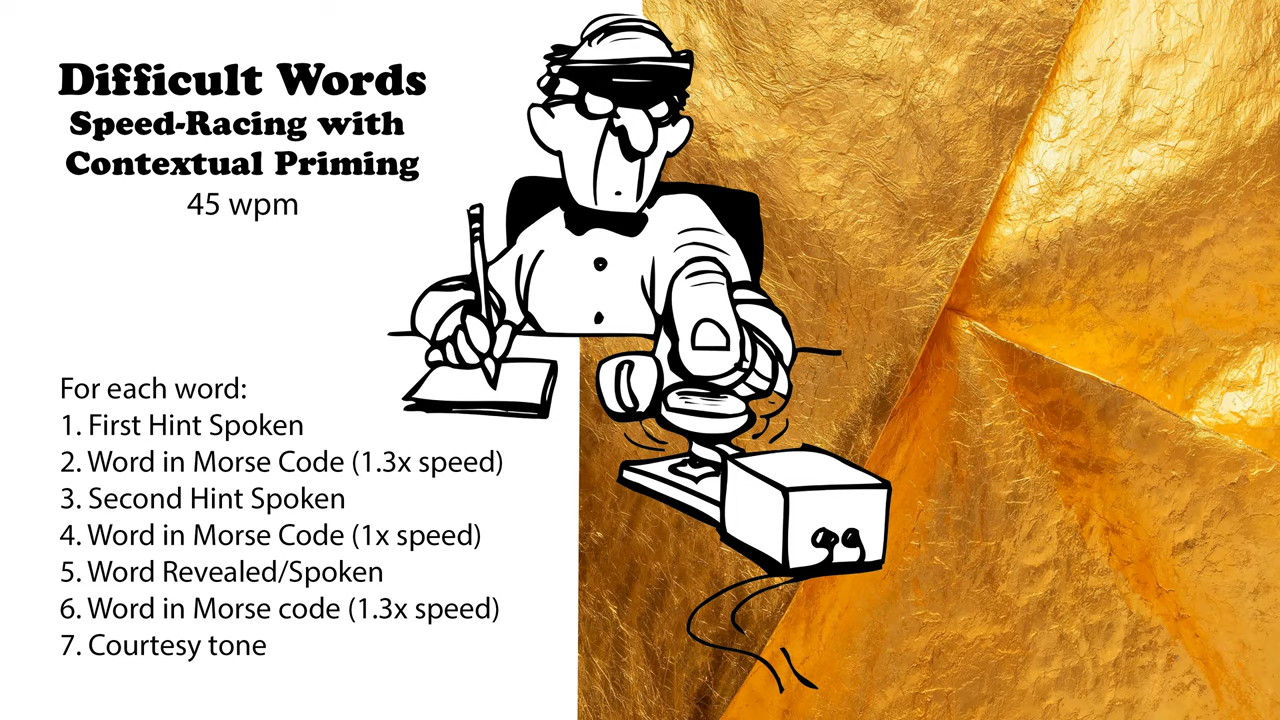 Difficult Words
Speed-Racing with
Contextual Priming
45 wpm
For each word:
1. First Hint Spoken
2. Word in Morse Code (1.3x speed)
3. Second Hint Spoken
4. Word in Morse Code (1x speed)
5. Word Revealed/Spoken
6. Word in Morse code (1.3x speed)
7. Courtesy tone